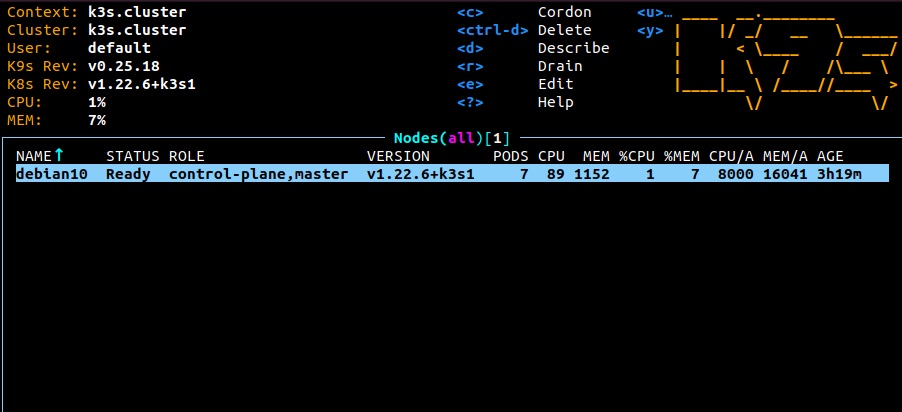 Context: k3s.cluster <c> Cordon <u>…
Cluster: k3s.cluster <ctrl-d> Delete <y>
User: default <d> Describe
K9s Rev: v0.25.18 <r> Drain
K8s Rev: v1.22.6+k3s1 <e> Edit
CPU: 1% <?> Help
MEM: 7%
Nodes(all)[1]
NAME↑ STATUS ROLE VERSION PODS CPU MEM %CPU %MEM CPU/A MEM/A AGE
debian10 Ready control-plane,master v1.22.6+k3s1 7 89 1152 1 7 8000 16041 3h19m